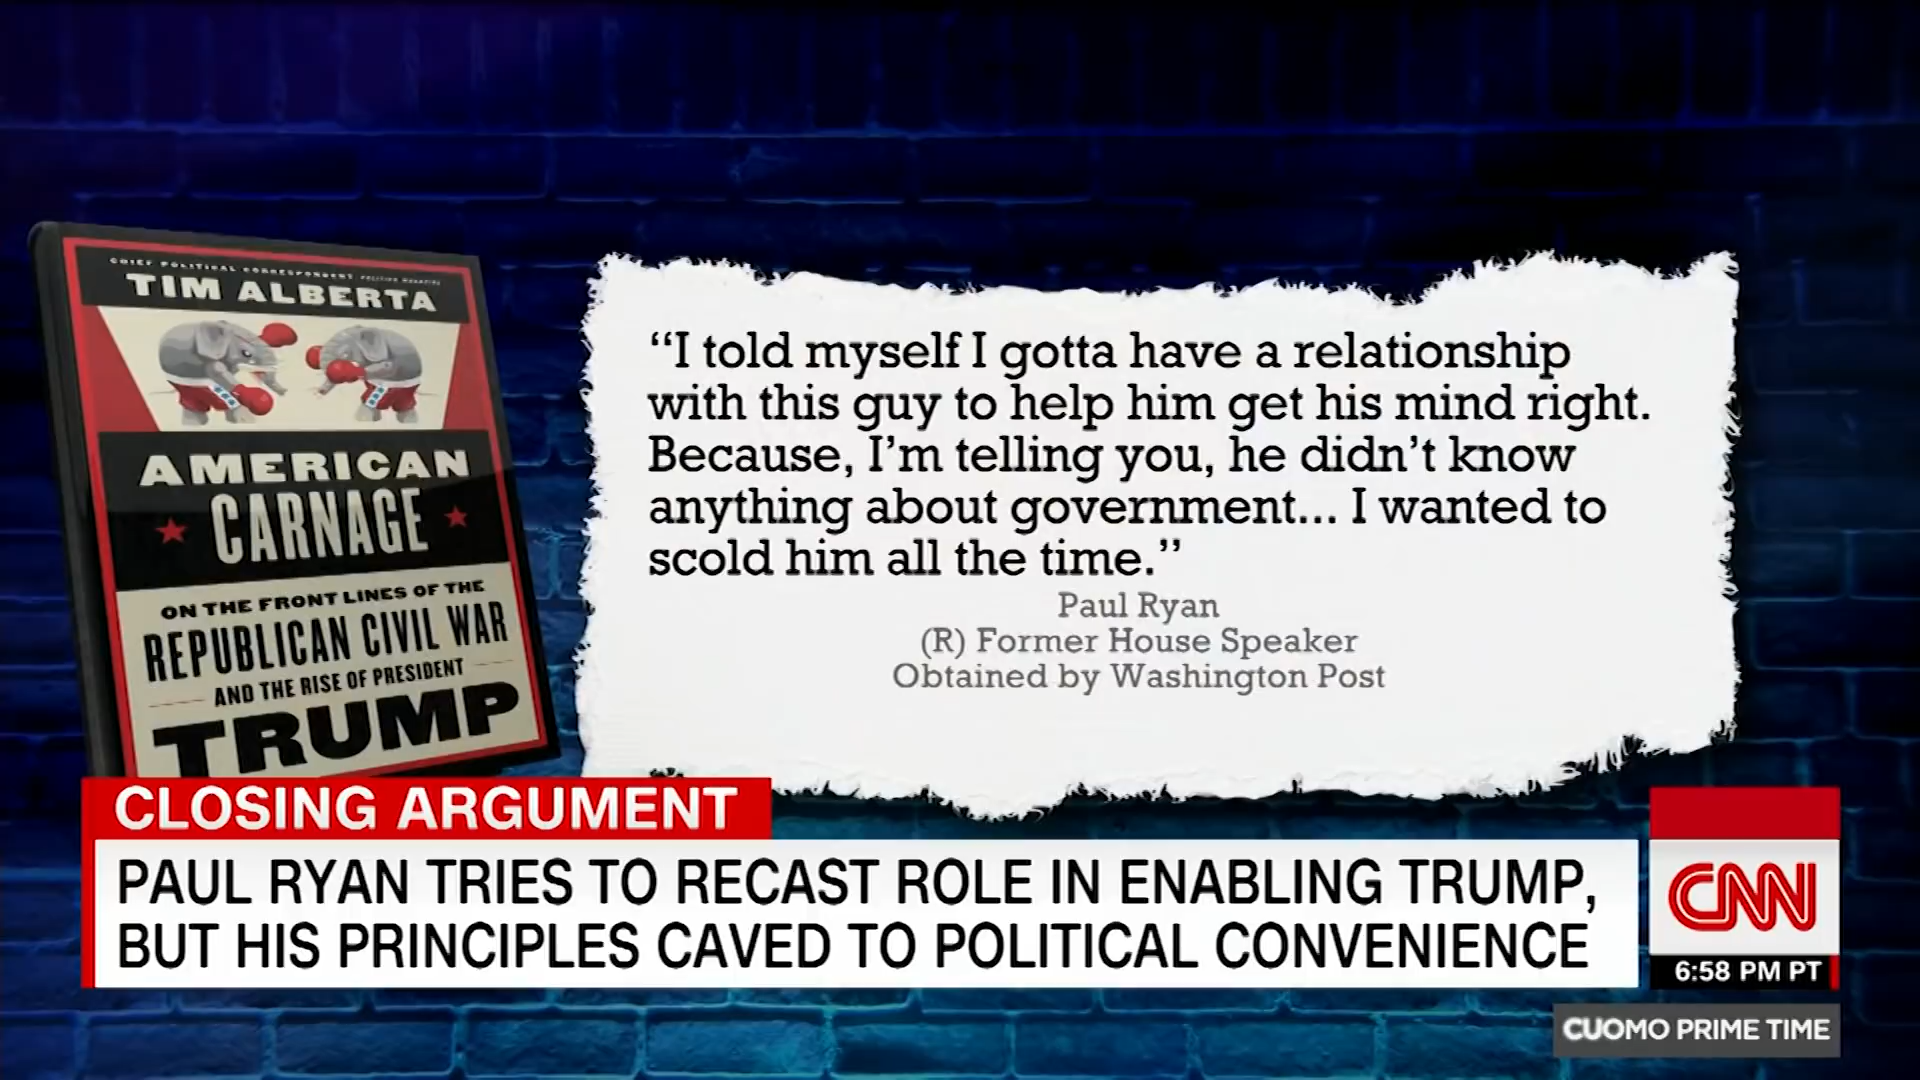 CHIEF POLITICAL CORRESPONDENT POLITICO MAGAZINE
TIM ALBERTA
AMERICAN
CARNAGE
ON THE FRONT LINES OF THE
REPUBLICAN CIVIL WAR
AND THE RISE OF PRESIDENT
TRUMP
“I told myself I gotta have a relationship
with this guy to help him get his mind right.
Because, I’m telling you, he didn’t know
anything about government... I wanted to
scold him all the time.”
Paul Ryan
(R) Former House Speaker
Obtained by Washington Post
CLOSING ARGUMENT
PAUL RYAN TRIES TO RECAST ROLE IN ENABLING TRUMP,
BUT HIS PRINCIPLES CAVED TO POLITICAL CONVENIENCE
CNN
6:58 PM PT
CUOMO PRIME TIME